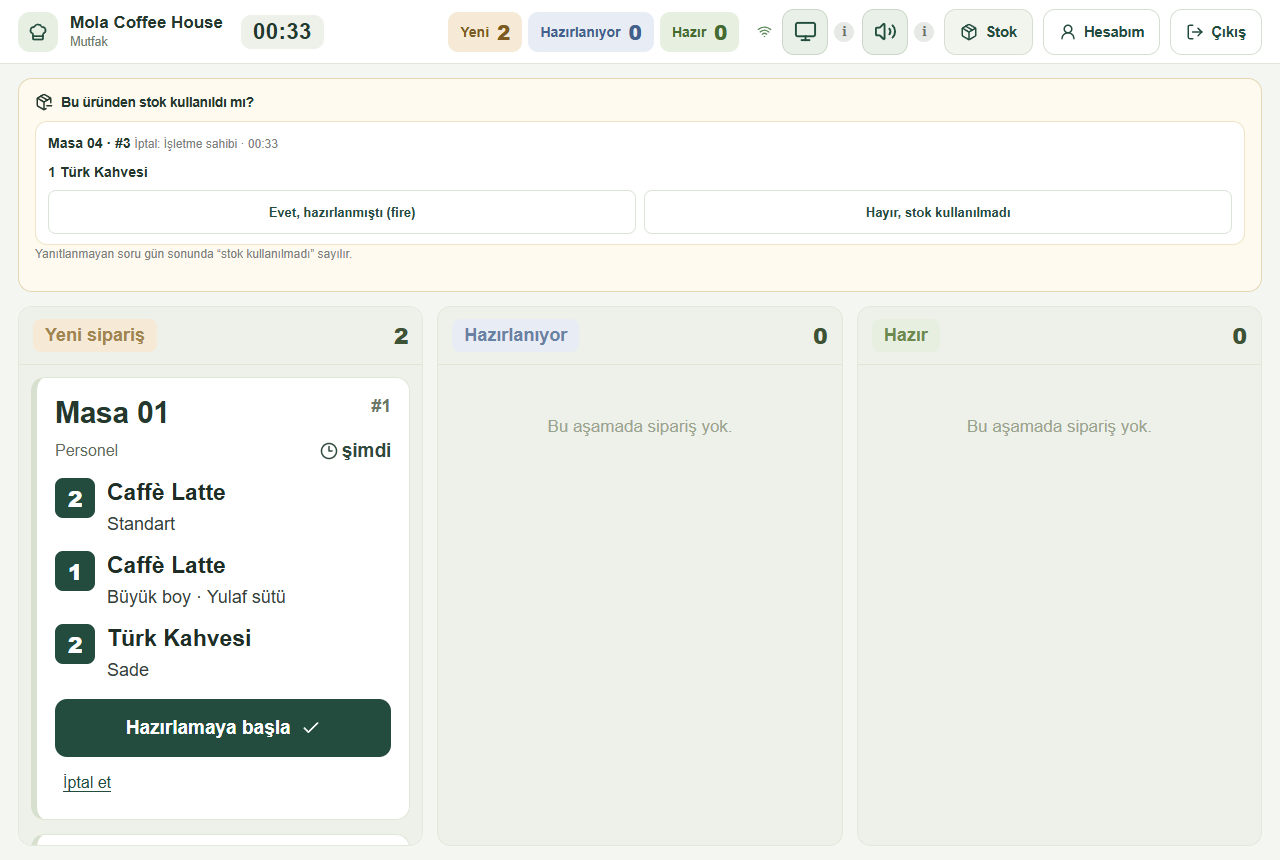 Mola Coffee House
Mutfak
00:33
Yeni 2
Hazırlanıyor 0
Hazır 0
i
i
Stok
Hesabım
Çıkış
Bu üründen stok kullanıldı mı?
Masa 04 · #3 İptal: İşletme sahibi · 00:33
1 Türk Kahvesi
Evet, hazırlanmıştı (fire)
Hayır, stok kullanılmadı
Yanıtlanmayan soru gün sonunda “stok kullanılmadı” sayılır.
Yeni sipariş 2
Masa 01 #1
Personel şimdi
2 Caffè Latte
Standart
1 Caffè Latte
Büyük boy · Yulaf sütü
2 Türk Kahvesi
Sade
Hazırlamaya başla
İptal et
Hazırlanıyor 0
Bu aşamada sipariş yok.
Hazır 0
Bu aşamada sipariş yok.